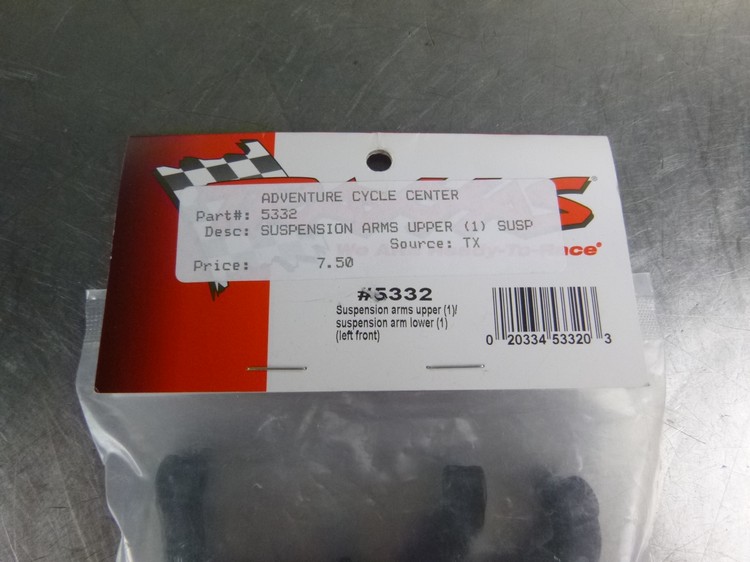 ADVENTURE CYCLE CENTER
Part#: 5332
Desc: SUSPENSION ARMS UPPER (1) SUSP
Source: TX
Price: 7.50
#5332
Suspension arms upper (1)/
suspension arm lower (1)
(left front)
0 20334 53320 3